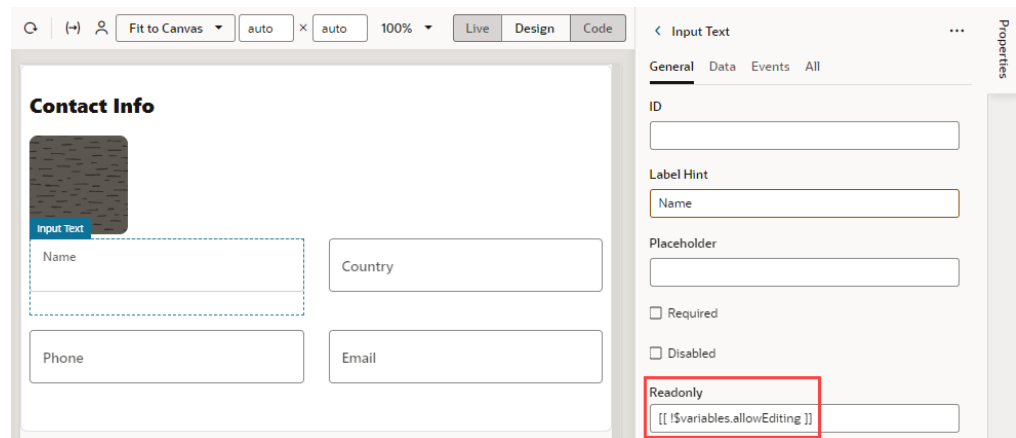 Fit to Canvas auto × auto 100% Live Design Code
Contact Info
Input Text
Name
Country
Phone
Email
Input Text
General Data Events All
ID
Label Hint
Name
Placeholder
Required
Disabled
Readonly
[[ !$variables.allowEditing ]]
Properties